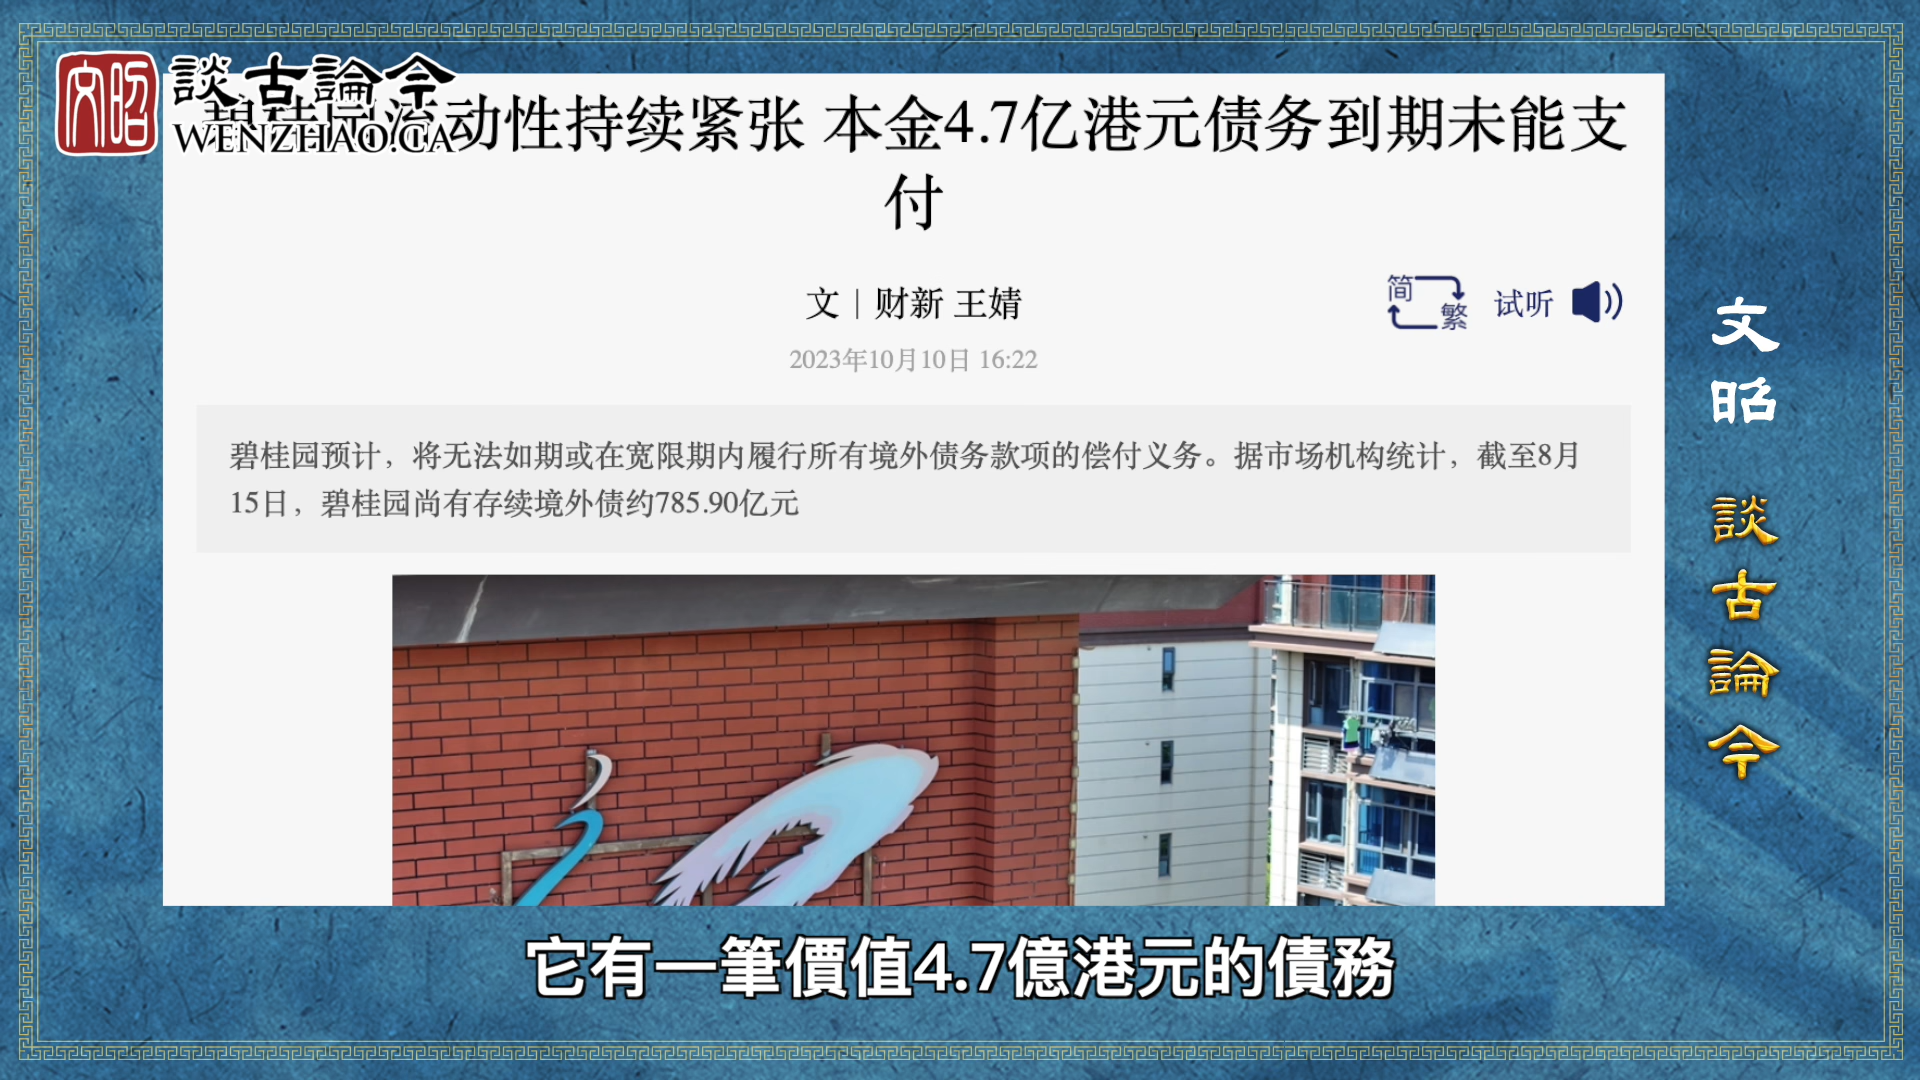 文昭
談古論今
WENZHAO.CA
碧桂园流动性持续紧张 本金4.7亿港元债务到期未能支
付
文｜财新 王婧
简
繁
试听
2023年10月10日 16:22
碧桂园预计，将无法如期或在宽限期内履行所有境外债务款项的偿付义务。据市场机构统计，截至8月
15日，碧桂园尚有存续境外债约785.90亿元
文昭
談古論今
它有一筆價值4.7億港元的債務